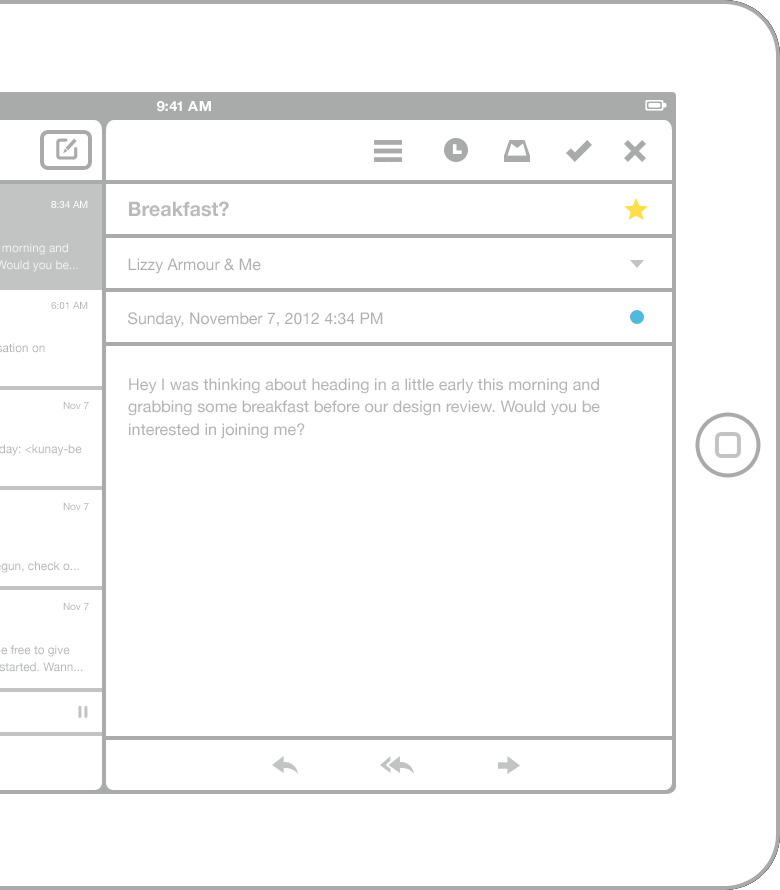 9:41 AM
8:34 AM
morning and
Would you be...
6:01 AM
sation on
Nov 7
day: <kunay-be
Nov 7
gun, check o...
Nov 7
e free to give
started. Wann...
Breakfast?
Lizzy Armour & Me
Sunday, November 7, 2012 4:34 PM
Hey I was thinking about heading in a little early this morning and
grabbing some breakfast before our design review. Would you be
interested in joining me?